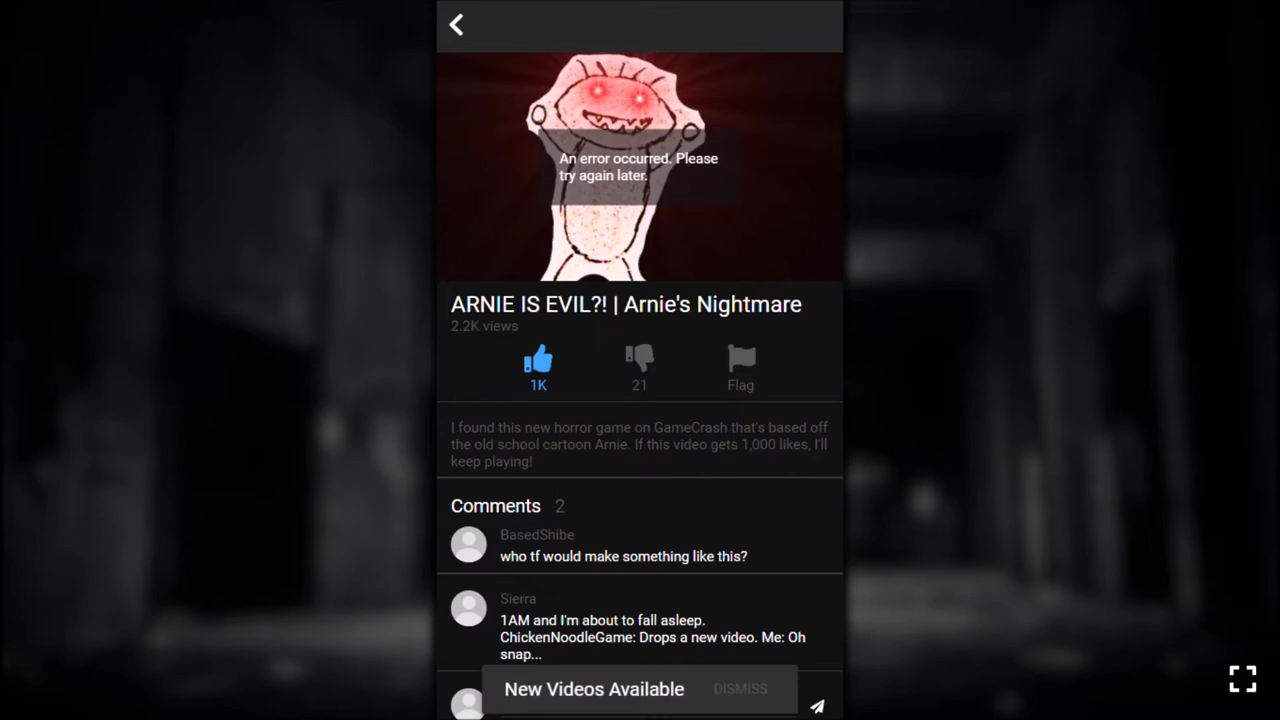 An error occurred. Please
try again later.
ARNIE IS EVIL?! | Arnie's Nightmare
2.2K views
1K
21
Flag
I found this new horror game on GameCrash that's based off
the old school cartoon Arnie. If this video gets 1,000 likes, I'll
keep playing!
Comments 2
BasedShibe
who tf would make something like this?
Sierra
1AM and I'm about to fall asleep.
ChickenNoodleGame: Drops a new video. Me: Oh
snap...
New Videos Available DISMISS